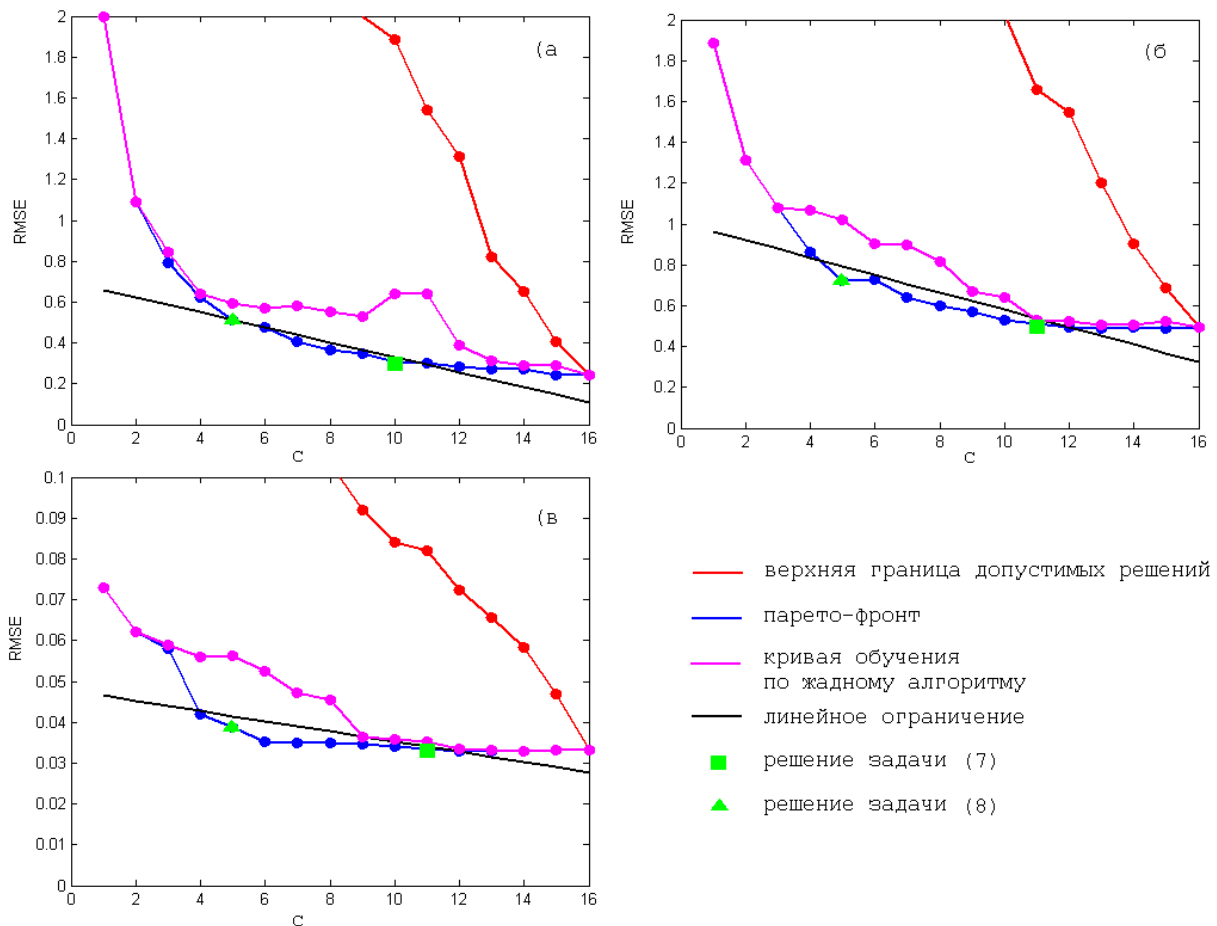 (а
2
1.8
1.6
1.4
1.2
1
0.8
0.6
0.4
0.2
0
RMSE
0 2 4 6 8 10 12 14 16
C
(б
2
1.8
1.6
1.4
1.2
1
0.8
0.6
0.4
0.2
0
RMSE
0 2 4 6 8 10 12 14 16
C
(в
0.1
0.09
0.08
0.07
0.06
0.05
0.04
0.03
0.02
0.01
0
RMSE
0 2 4 6 8 10 12 14 16
C
верхняя граница допустимых решений
парето-фронт
кривая обучения
по жадному алгоритму
линейное ограничение
решение задачи (7)
решение задачи (8)